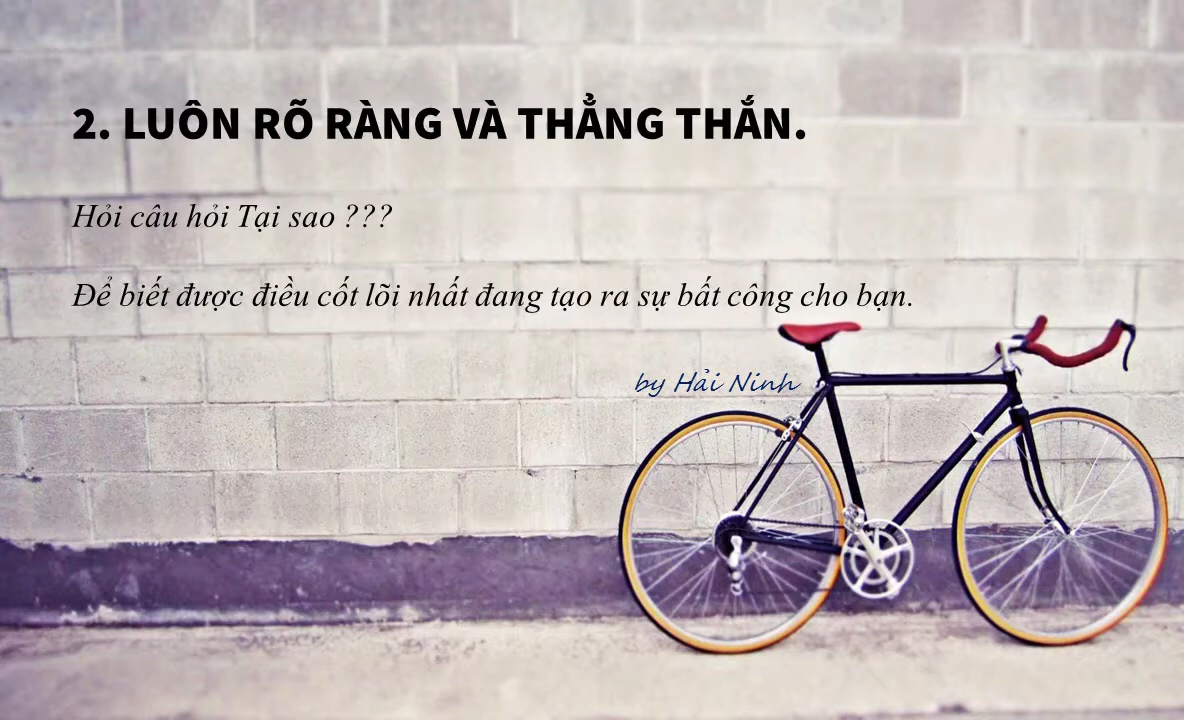 2. LUÔN RÕ RÀNG VÀ THẲNG THẮN.
Hỏi câu hỏi Tại sao ???
Để biết được điều cốt lõi nhất đang tạo ra sự bất công cho bạn.
by Hải Ninh